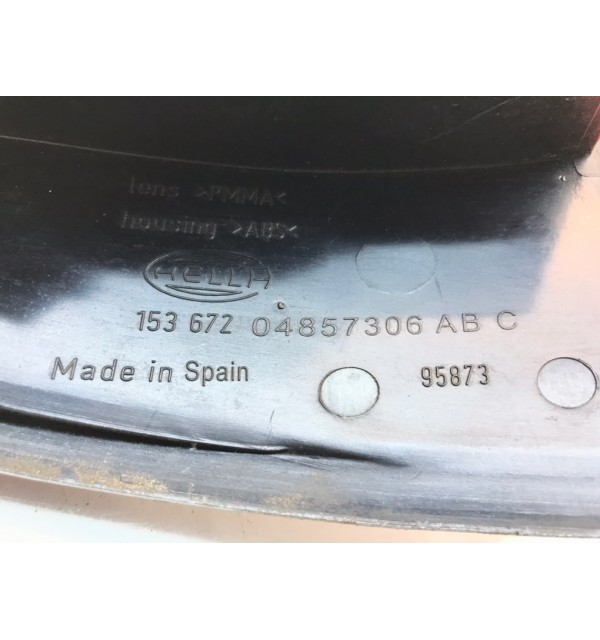 lens >PMMA<
housing >ABS<
HELLA
153 672 04857306 AB C
Made in Spain 95873